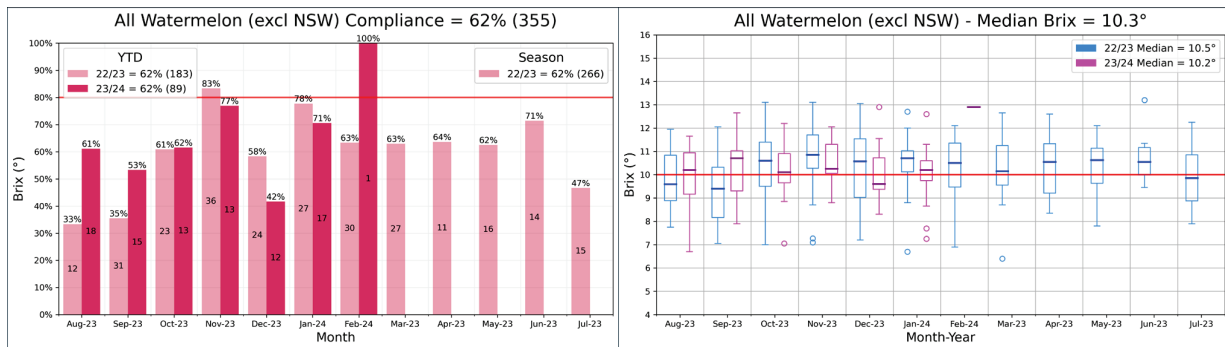 All Watermelon (excl NSW) Compliance = 62% (355)
100%
90%
80%
70%
60%
50%
40%
30%
20%
10%
0%
Brix (°)
YTD
22/23 = 62% (183)
23/24 = 62% (89)
Season
22/23 = 62% (266)
33%
61%
35%
53%
61%
62%
83%
77%
58%
42%
78%
71%
63%
100%
63%
64%
62%
71%
47%
12
18
31
15
23
13
36
13
24
12
27
17
30
1
27
11
16
14
15
Aug-23
Sep-23
Oct-23
Nov-23
Dec-23
Jan-24
Feb-24
Mar-23
Apr-23
May-23
Jun-23
Jul-23
Month
All Watermelon (excl NSW) - Median Brix = 10.3°
16
15
14
13
12
11
10
9
8
7
6
5
4
Brix (°)
22/23 Median = 10.5°
23/24 Median = 10.2°
Aug-23
Sep-23
Oct-23
Nov-23
Dec-23
Jan-24
Feb-24
Mar-23
Apr-23
May-23
Jun-23
Jul-23
Month-Year